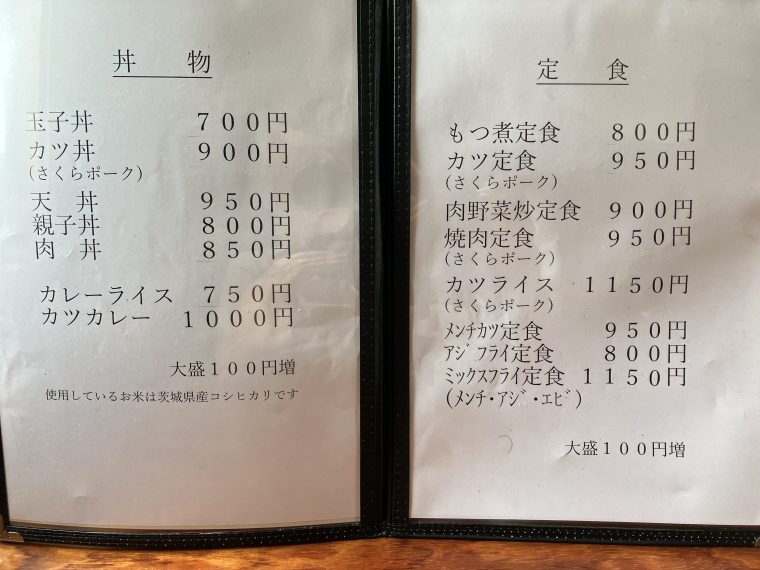 丼　物
玉子丼　７００円
カツ丼　９００円
(さくらポーク)
天　丼　９５０円
親子丼　８００円
肉　丼　８５０円
カレーライス　７５０円
カツカレー　１０００円
大盛１００円増
使用しているお米は茨城県産コシヒカリです
定　食
もつ煮定食　８００円
カツ定食　９５０円
(さくらポーク)
肉野菜炒定食　９００円
焼肉定食　９５０円
(さくらポーク)
カツライス　１１５０円
(さくらポーク)
ﾒﾝﾁｶﾂ定食　９５０円
ｱｼﾞﾌﾗｲ定食　８００円
ﾐｯｸｽﾌﾗｲ定食　１１５０円
(ﾒﾝﾁ・ｱｼﾞ・ｴﾋﾞ)
大盛１００円増